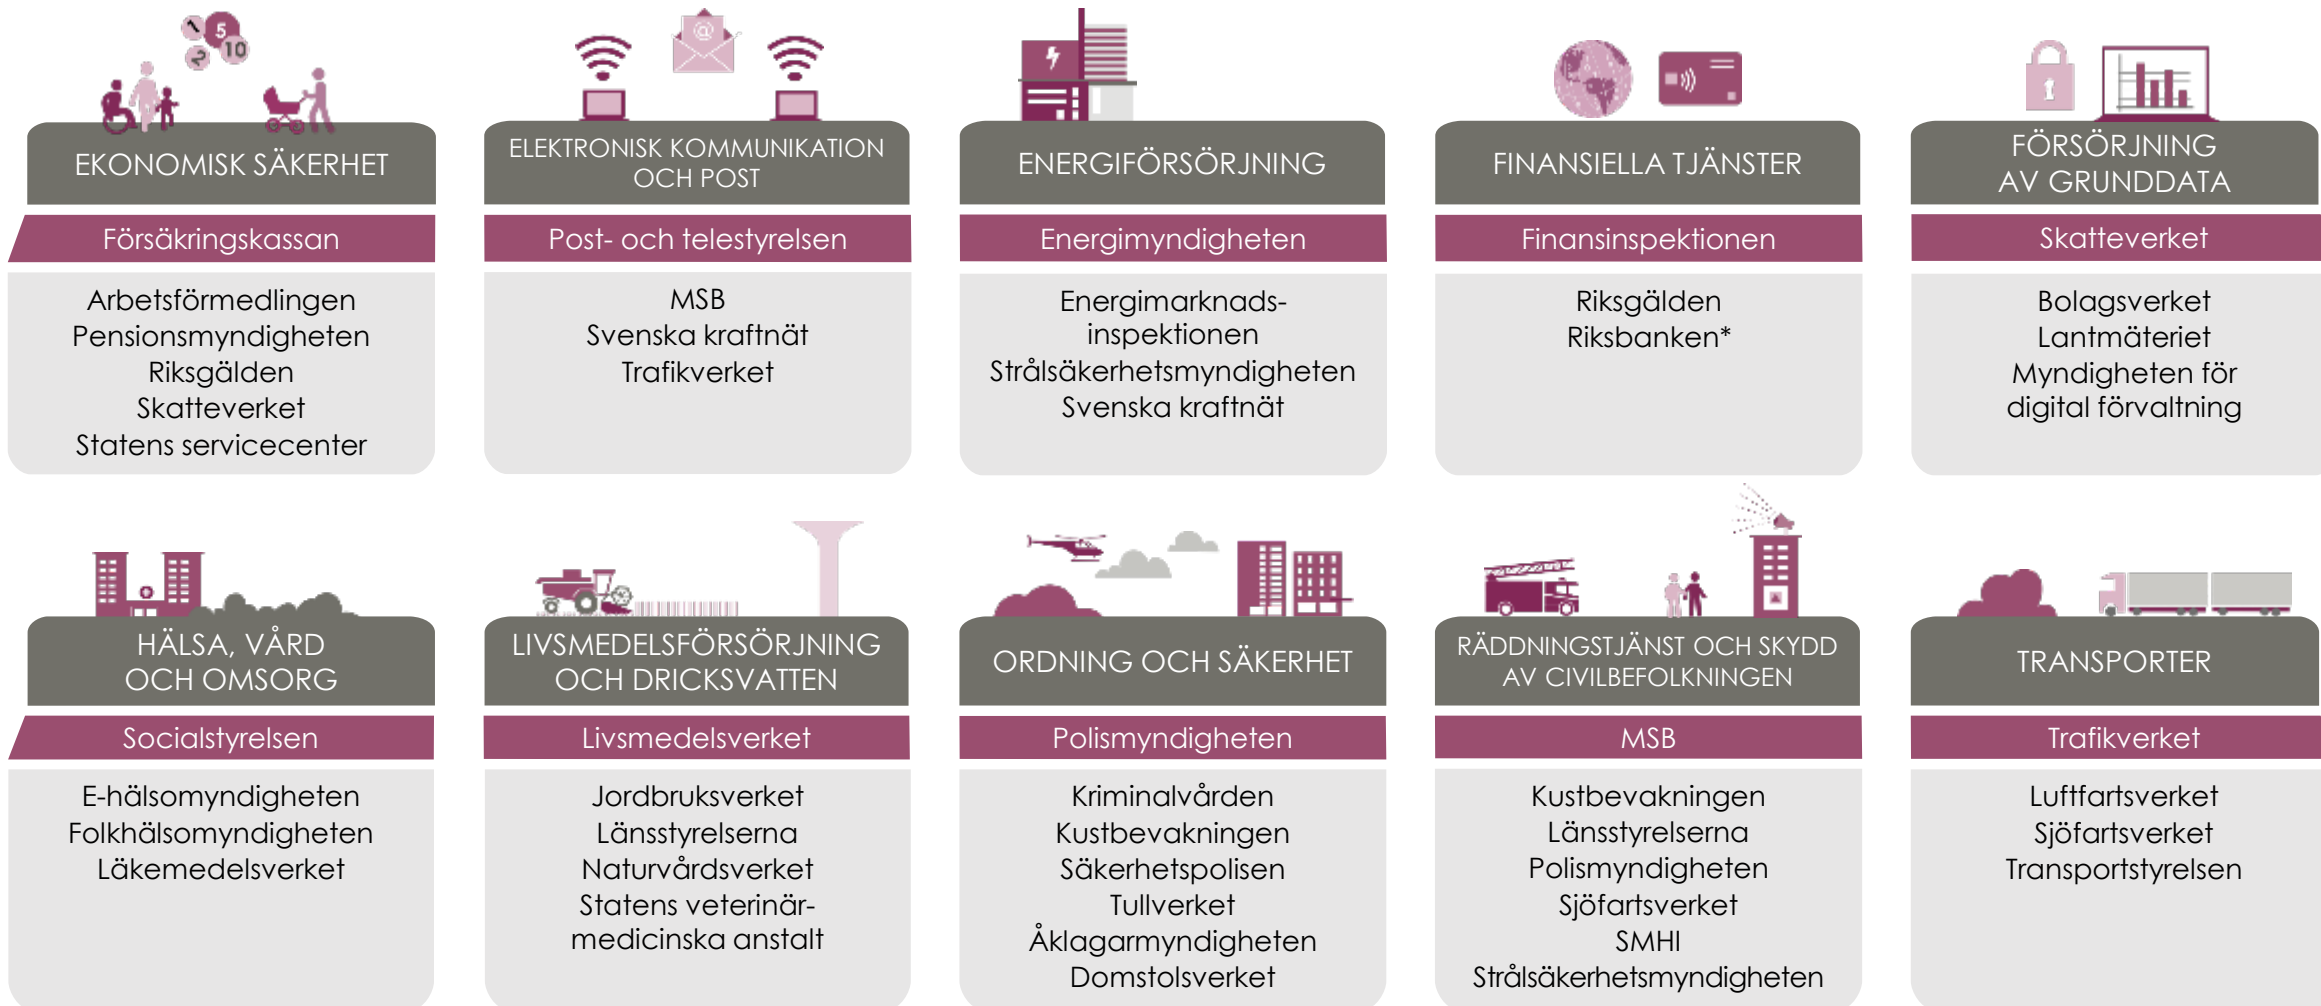 1
5
2
10
@
EKONOMISK SÄKERHET
Försäkringskassan
Arbetsförmedlingen
Pensionsmyndigheten
Riksgälden
Skatteverket
Statens servicecenter
ELEKTRONISK KOMMUNIKATION
OCH POST
Post- och telestyrelsen
MSB
Svenska kraftnät
Trafikverket
ENERGIFÖRSÖRJNING
Energimyndigheten
Energimarknads-
inspektionen
Strålsäkerhetsmyndigheten
Svenska kraftnät
FINANSIELLA TJÄNSTER
Finansinspektionen
Riksgälden
Riksbanken*
FÖRSÖRJNING
AV GRUNDDATA
Skatteverket
Bolagsverket
Lantmäteriet
Myndigheten för
digital förvaltning
HÄLSA, VÅRD
OCH OMSORG
Socialstyrelsen
E-hälsomyndigheten
Folkhälsomyndigheten
Läkemedelsverket
LIVSMEDELSFÖRSÖRJNING
OCH DRICKSVATTEN
Livsmedelsverket
Jordbruksverket
Länsstyrelserna
Naturvårdsverket
Statens veterinär-
medicinska anstalt
ORDNING OCH SÄKERHET
Polismyndigheten
Kriminalvården
Kustbevakningen
Säkerhetspolisen
Tullverket
Åklagarmyndigheten
Domstolsverket
RÄDDNINGSTJÄNST OCH SKYDD
AV CIVILBEFOLKNINGEN
MSB
Kustbevakningen
Länsstyrelserna
Polismyndigheten
Sjöfartsverket
SMHI
Strålsäkerhetsmyndigheten
TRANSPORTER
Trafikverket
Luftfartsverket
Sjöfartsverket
Transportstyrelsen